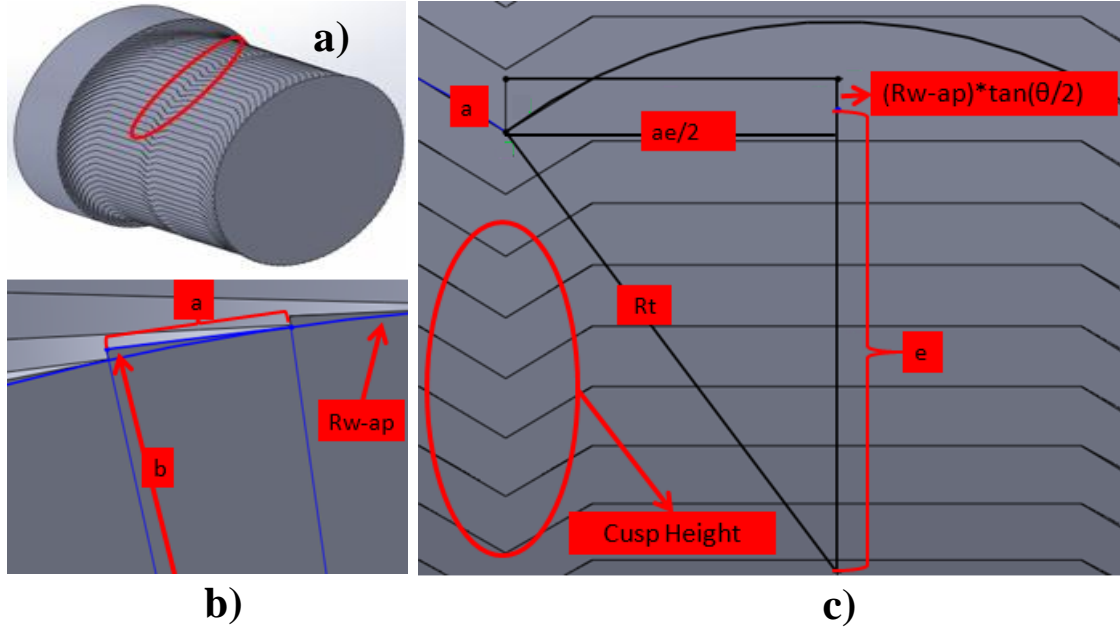 a)
a
(Rw-ap)*tan(θ/2)
ae/2
a
Rt
e
Rw-ap
b
Cusp Height
b)
c)